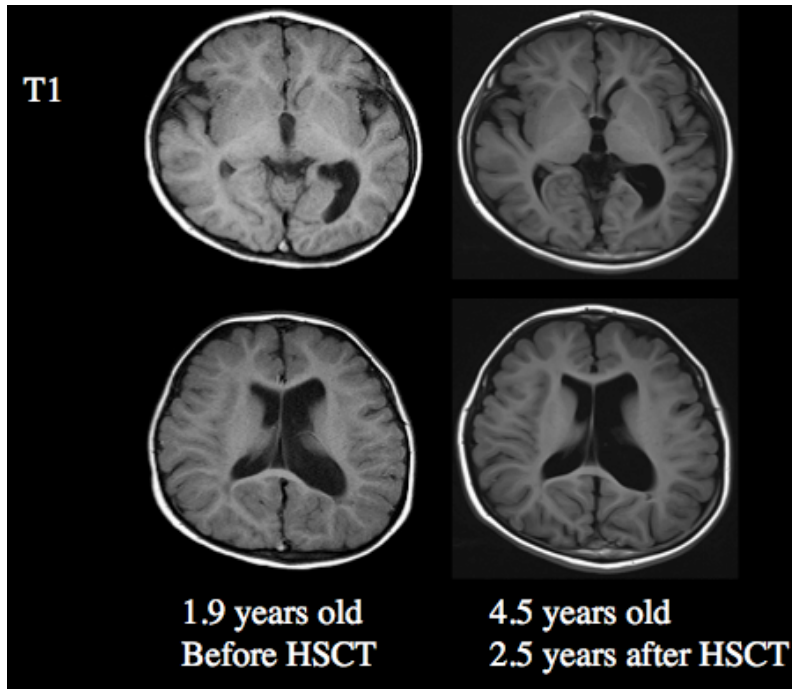 T1
1.9 years old
Before HSCT
4.5 years old
2.5 years after HSCT